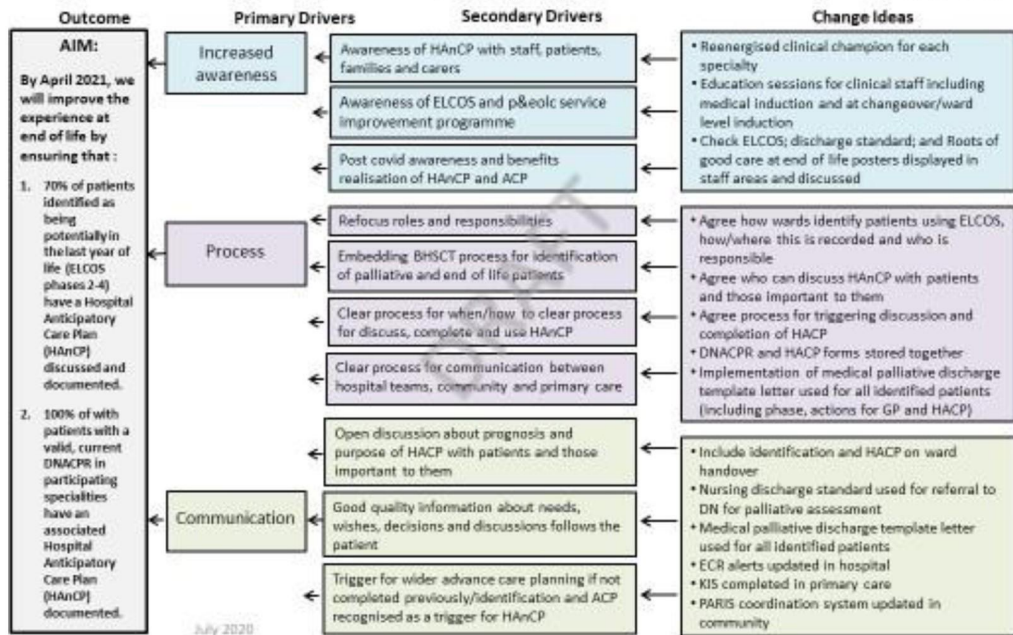 Outcome
Primary Drivers
Secondary Drivers
Change Ideas
AIM:
By April 2021, we
will improve the
experience at
end of life by
ensuring that :
1. 70% of patients
identified as
being
potentially in
the last year of
life (ELCOS
phases 2-4)
have a Hospital
Anticipatory
Care Plan
(HAnCP)
discussed and
documented.
2. 100% of with
patients with a
valid, current
DNACPR in
participating
specialities
have an
associated
Hospital
Anticipatory
Care Plan
(HAnCP)
documented.
Increased
awareness
Awareness of HAnCP with staff, patients,
families and carers
Awareness of ELCOS and p&eolc service
improvement programme
Post covid awareness and benefits
realisation of HAnCP and ACP
• Reenergised clinical champion for each
specialty
• Education sessions for clinical staff including
medical induction and at changeover/ward
level induction
• Check ELCOS; discharge standard; and Roots of
good care at end of life posters displayed in
staff areas and discussed
Process
Refocus roles and responsibilities
Embedding BHSCT process for identification
of palliative and end of life patients
Clear process for when/how to clear process
for discuss, complete and use HAnCP
Clear process for communication between
hospital teams, community and primary care
• Agree how wards identify patients using ELCOS,
how/where this is recorded and who is
responsible
• Agree who can discuss HAnCP with patients
and those important to them
• Agree process for triggering discussion and
completion of HACP
• DNACPR and HACP forms stored together
• Implementation of medical palliative discharge
template letter used for all identified patients
(including phase, actions for GP and HACP)
Communication
Open discussion about prognosis and
purpose of HACP with patients and those
important to them
Good quality information about needs,
wishes, decisions and discussions follows the
patient
Trigger for wider advance care planning if not
completed previously/identification and ACP
recognised as a trigger for HAnCP
• Include identification and HACP on ward
handover
• Nursing discharge standard used for referral to
DN for palliative assessment
• Medical palliative discharge template letter
used for all identified patients
• ECR alerts updated in hospital
• KIS completed in primary care
• PARIS coordination system updated in
community
DRAFT
July 2020